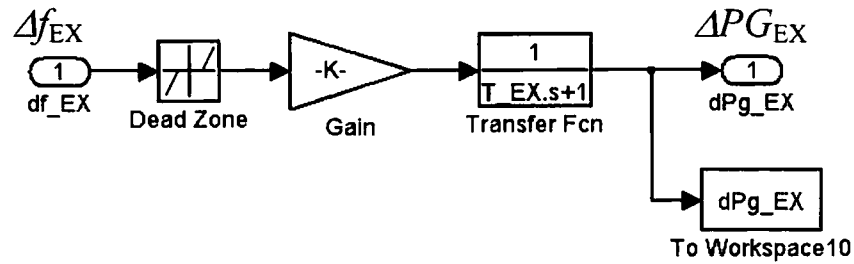 Δf_EX
ΔPG_EX
1
df_EX
Dead Zone
-K-
Gain
1
T_EX.s+1
Transfer Fcn
1
dPg_EX
dPg_EX
To Workspace10